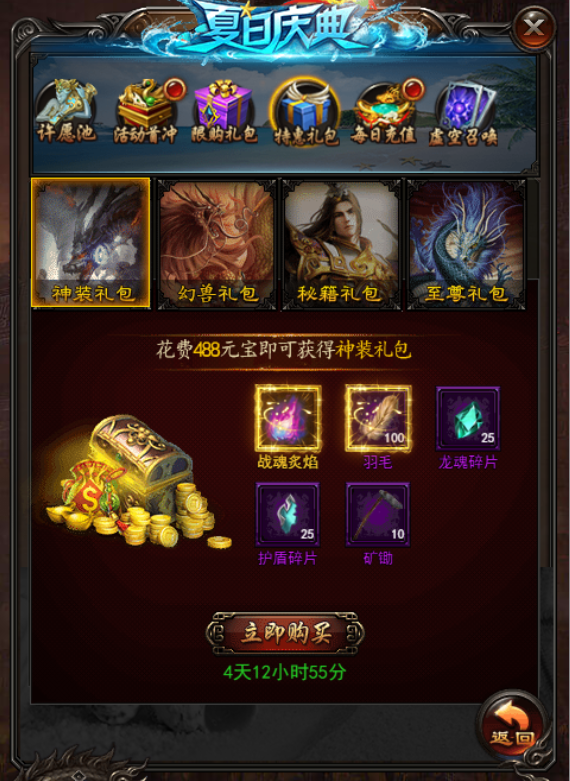 夏日庆典
许愿池 活动首冲 限购礼包 特惠礼包 每日充值 虚空召唤
神装礼包 幻兽礼包 秘籍礼包 至尊礼包
花费488元宝即可获得神装礼包
100 25
战魂炙焰 羽毛 龙魂碎片
25 10
护盾碎片 矿锄
立即购买
4天12小时55分
返回